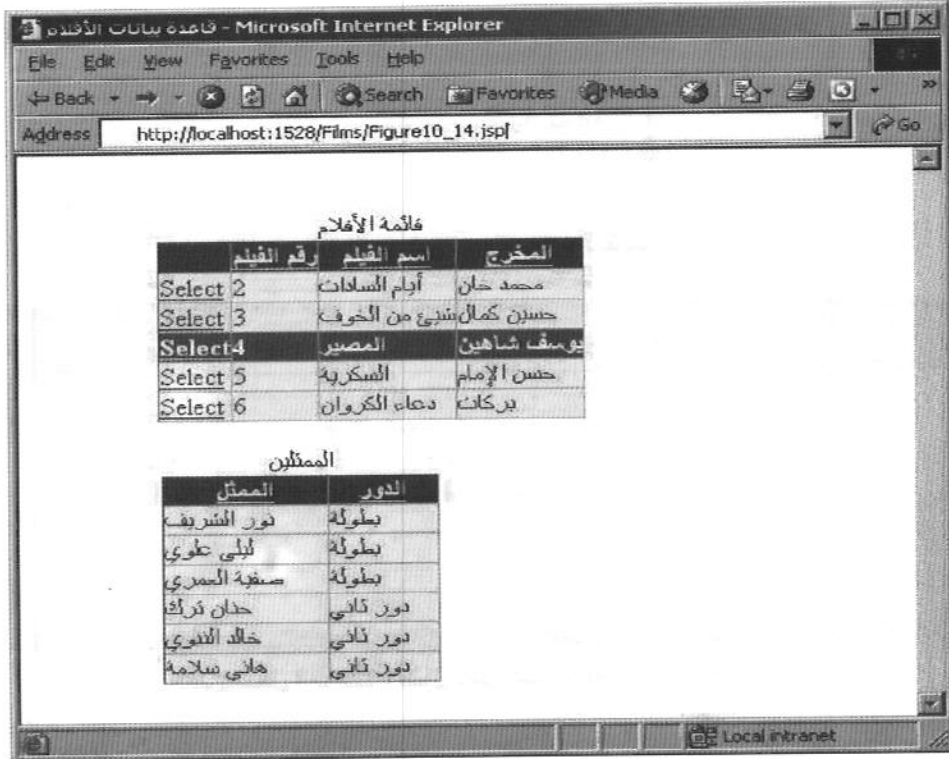 قاعدة بيانات الأفلام - Microsoft Internet Explorer
File Edit View Favorites Tools Help
Back Search Favorites Media
Address http://localhost:1528/Films/Figure10_14.jsp Go
قائمة الأفلام
رقم الفيلم اسم الفيلم المخرج
Select 2 أيام السادات محمد خان
Select 3 شيئ من الخوف حسين كمال
Select 4 المصير يوسف شاهين
Select 5 السكرية حسن الإمام
Select 6 دعاء الكروان بركات
الممثلين
الممثل الدور
نور الشريف بطولة
ليلى علوي بطولة
صفية العمري بطولة
حنان ترك دور ثاني
خالد النبوي دور ثاني
هاني سلامة دور ثاني
Local intranet